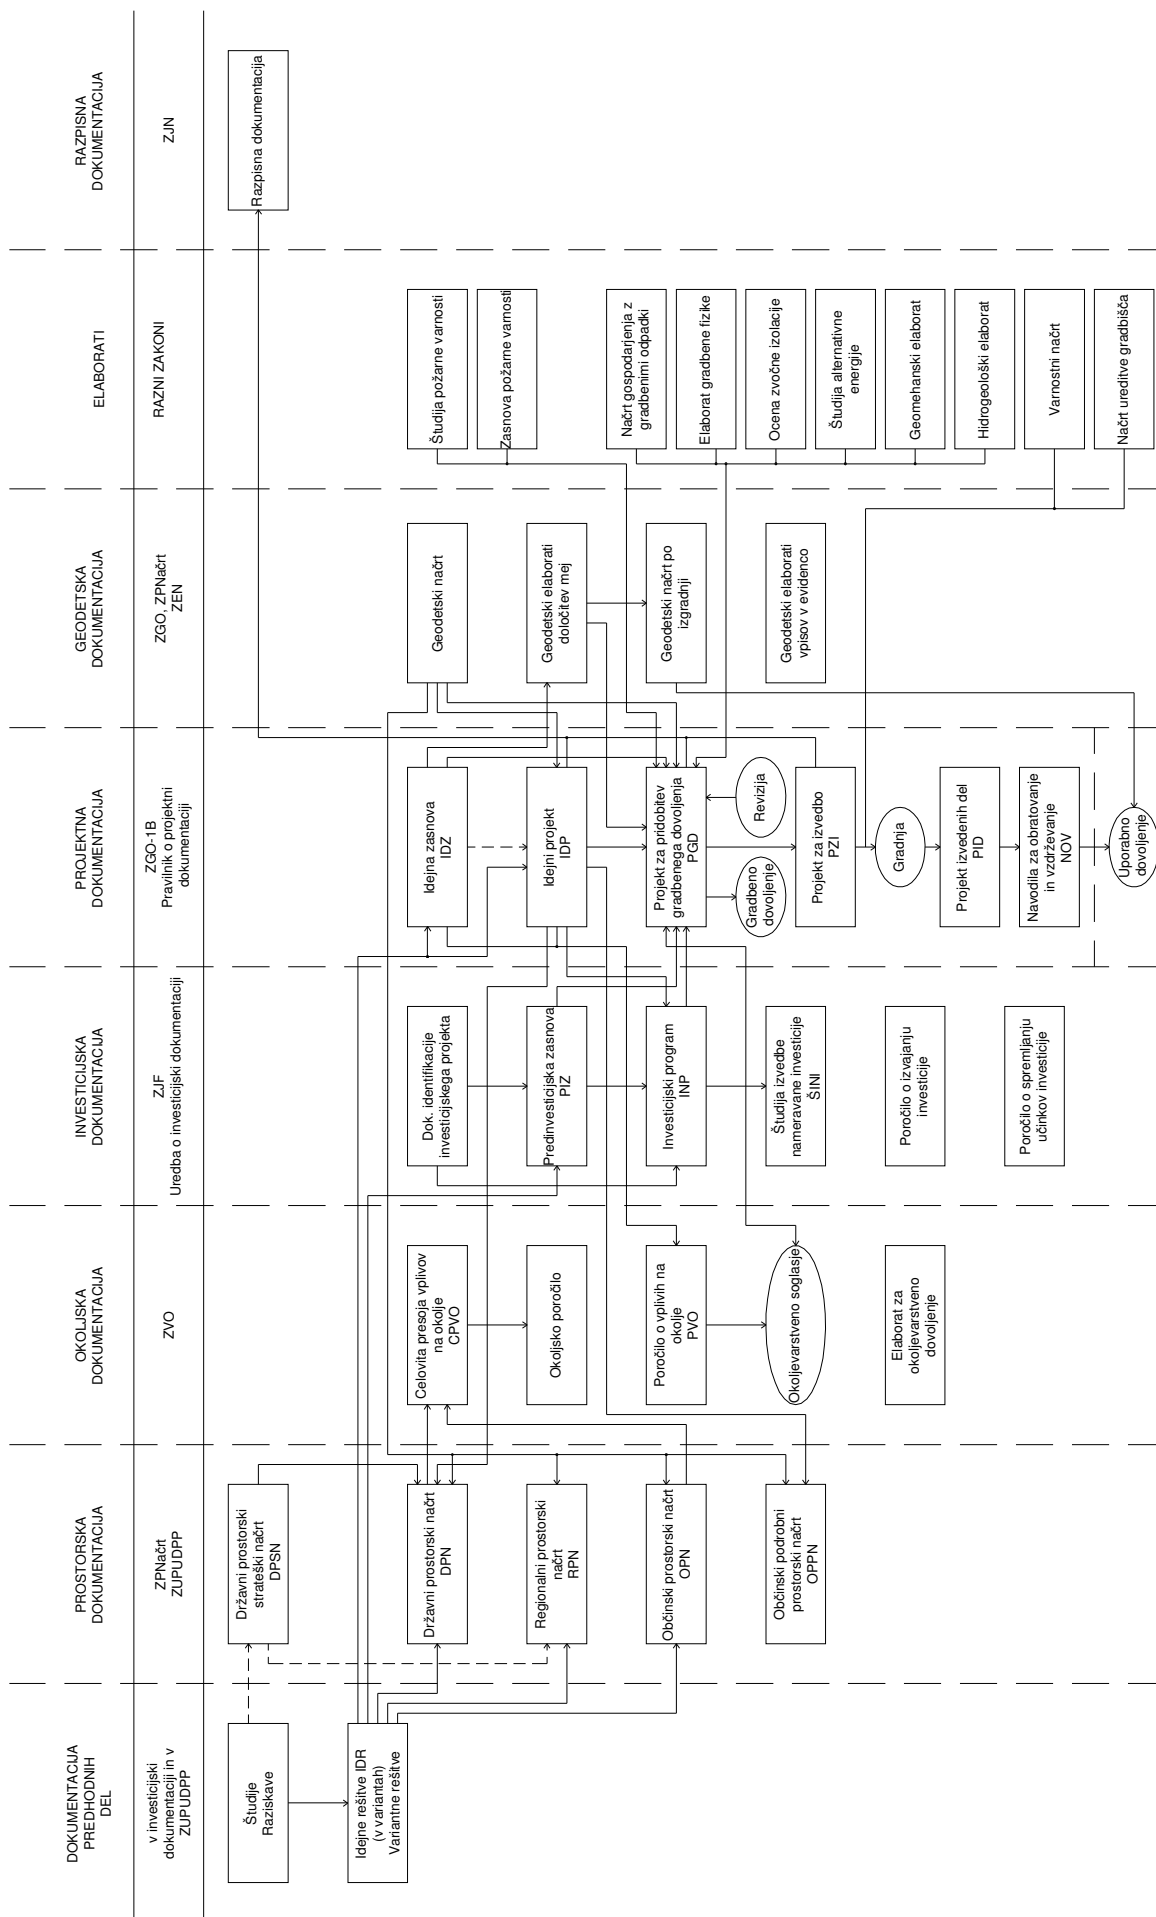 DOKUMENTACIJA
PREDHODNIH
DEL
PROSTORSKA
DOKUMENTACIJA
OKOLJSKA
DOKUMENTACIJA
INVESTICIJSKA
DOKUMENTACIJA
PROJEKTNA
DOKUMENTACIJA
GEODETSKA
DOKUMENTACIJA
ELABORATI
RAZPISNA
DOKUMENTACIJA
v investicijski
dokumentaciji in v
ZUPUDPP
ZPNačrt
ZUPUDPP
ZVO
ZJF
Uredba o investicijski dokumentaciji
ZGO-1B
Pravilnik o projektni
dokumentaciji
ZGO, ZPNačrt
ZEN
RAZNI ZAKONI
ZJN
Študije
Raziskave
Idejne rešitve IDR
(v variantah)
Variantne rešitve
Državni prostorski
strateški načrt
DPSN
Državni prostorski načrt
DPN
Regionalni prostorski
načrt
RPN
Občinski prostorski načrt
OPN
Občinski podrobni
prostorski načrt
OPPN
Celovita presoja vplivov
na okolje
CPVO
Okoljsko poročilo
Poročilo o vplivih na
okolje
PVO
Okoljevarstveno soglasje
Elaborat za
okoljevarstveno
dovoljenje
Dok. identifikacije
investicijskega projekta
Predinvesticijska zasnova
PIZ
Investicijski program
INP
Študija izvedbe
nameravane investicije
ŠINI
Poročilo o izvajanju
investicije
Poročilo o spremljanju
učinkov investicije
Idejna zasnova
IDZ
Idejni projekt
IDP
Projekt za pridobitev
gradbenega dovoljenja
PGD
Gradbeno
dovoljenje
Revizija
Projekt za izvedbo
PZI
Gradnja
Projekt izvedenih del
PID
Navodila za obratovanje
in vzdrževanje
NOV
Uporabno
dovoljenje
Geodetski načrt
Geodetski elaborati
določitev mej
Geodetski načrt po
izgradnji
Geodetski elaborati
vpisov v evidenco
Študija požarne varnosti
Zasnova požarne varnosti
Načrt gospodarjenja z
gradbenimi odpadki
Elaborat gradbene fizike
Ocena zvočne izolacije
Študija alternativne
energije
Geomehanski elaborat
Hidrogeološki elaborat
Varnostni načrt
Načrt ureditve gradbišča
Razpisna dokumentacija